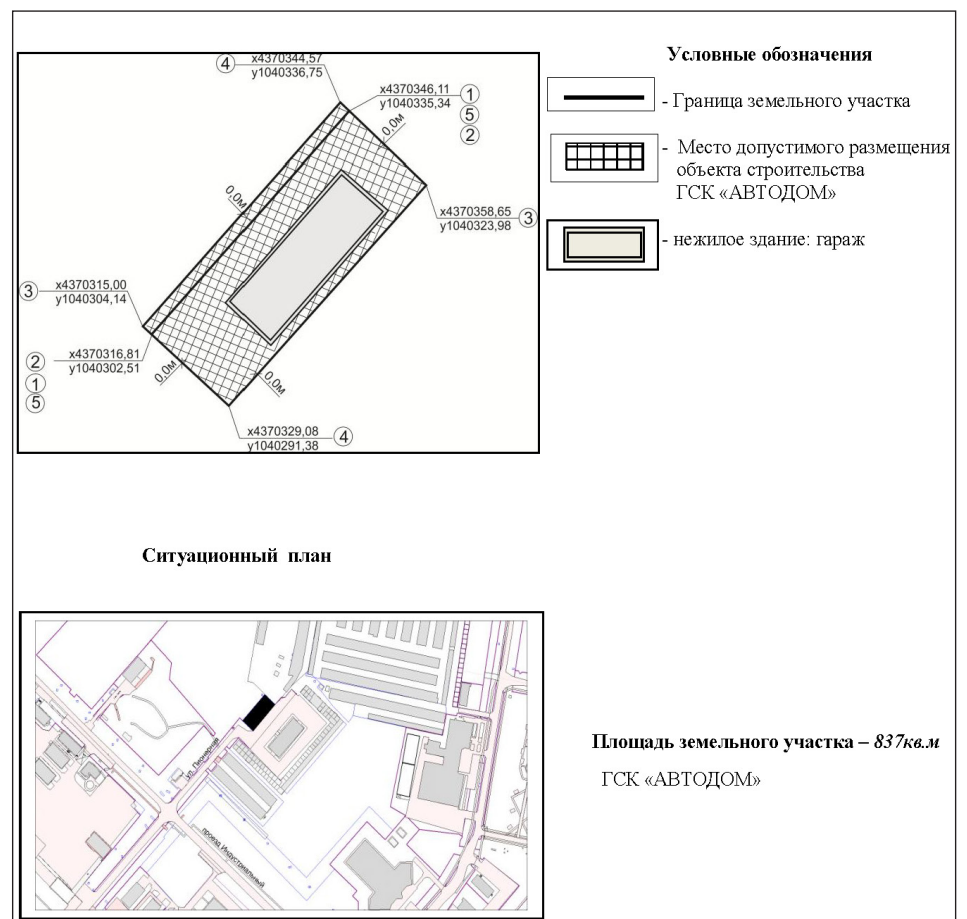 ④ x4370344,57
y1040336,75
x4370346,11 ①
y1040335,34 ⑤
②
0,0м
0,0м
x4370358,65 ③
y1040323,98
③ x4370315,00
y1040304,14
② x4370316,81
① y1040302,51
⑤
0,0м
0,0м
x4370329,08 ④
y1040291,38
Условные обозначения
- Граница земельного участка
- Место допустимого размещения
объекта строительства
ГСК «АВТОДОМ»
- нежилое здание: гараж
Ситуационный план
ул. Пионерная
проезд Индустриальный
Площадь земельного участка – 837кв.м
ГСК «АВТОДОМ»